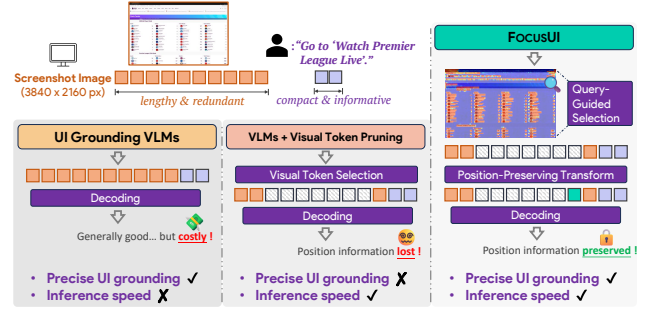 :"Go to 'Watch Premier
League Live'."
Screenshot Image
(3840 x 2160 px)
lengthy & redundant
compact & informative
FOCUSUI
Query-
Guided
Selection
UI Grounding VLMs
Decoding
Generally good... but costly !
• Precise UI grounding ✓
• Inference speed ✗
VLMs + Visual Token Pruning
Visual Token Selection
Decoding
Position information lost !
• Precise UI grounding ✗
• Inference speed ✓
Position-Preserving Transform
Decoding
Position information preserved !
• Precise UI grounding ✓
• Inference speed ✓